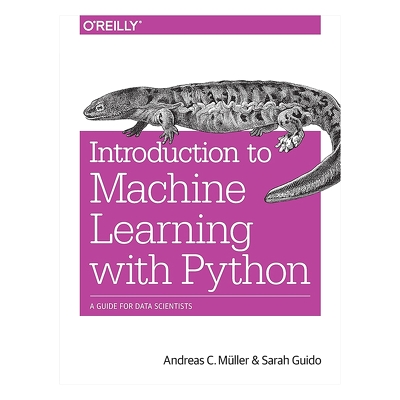 O'REILLY®
Introduction to
Machine
Learning
with Python
A GUIDE FOR DATA SCIENTISTS
Andreas C. Müller & Sarah Guido